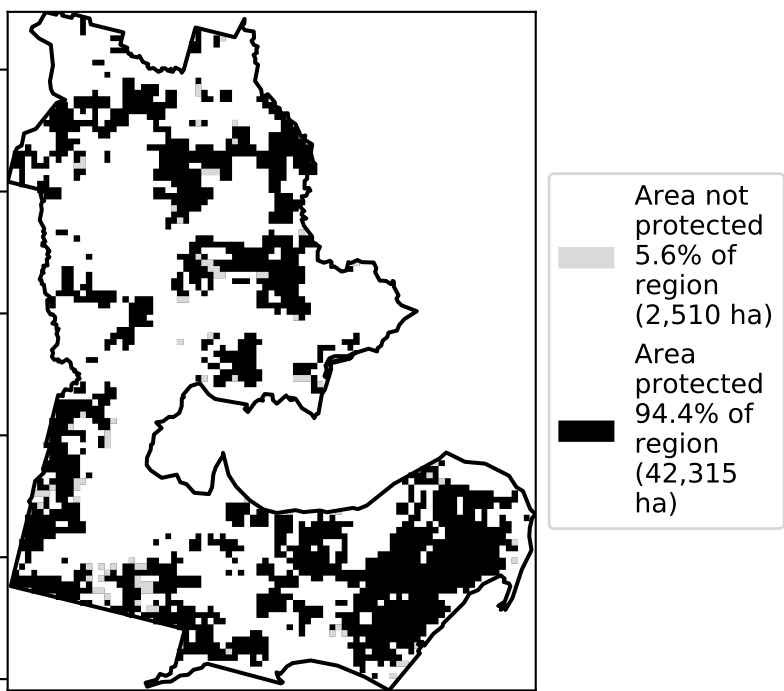 Area not
protected
5.6% of
region
(2,510 ha)
Area
protected
94.4% of
region
(42,315
ha)